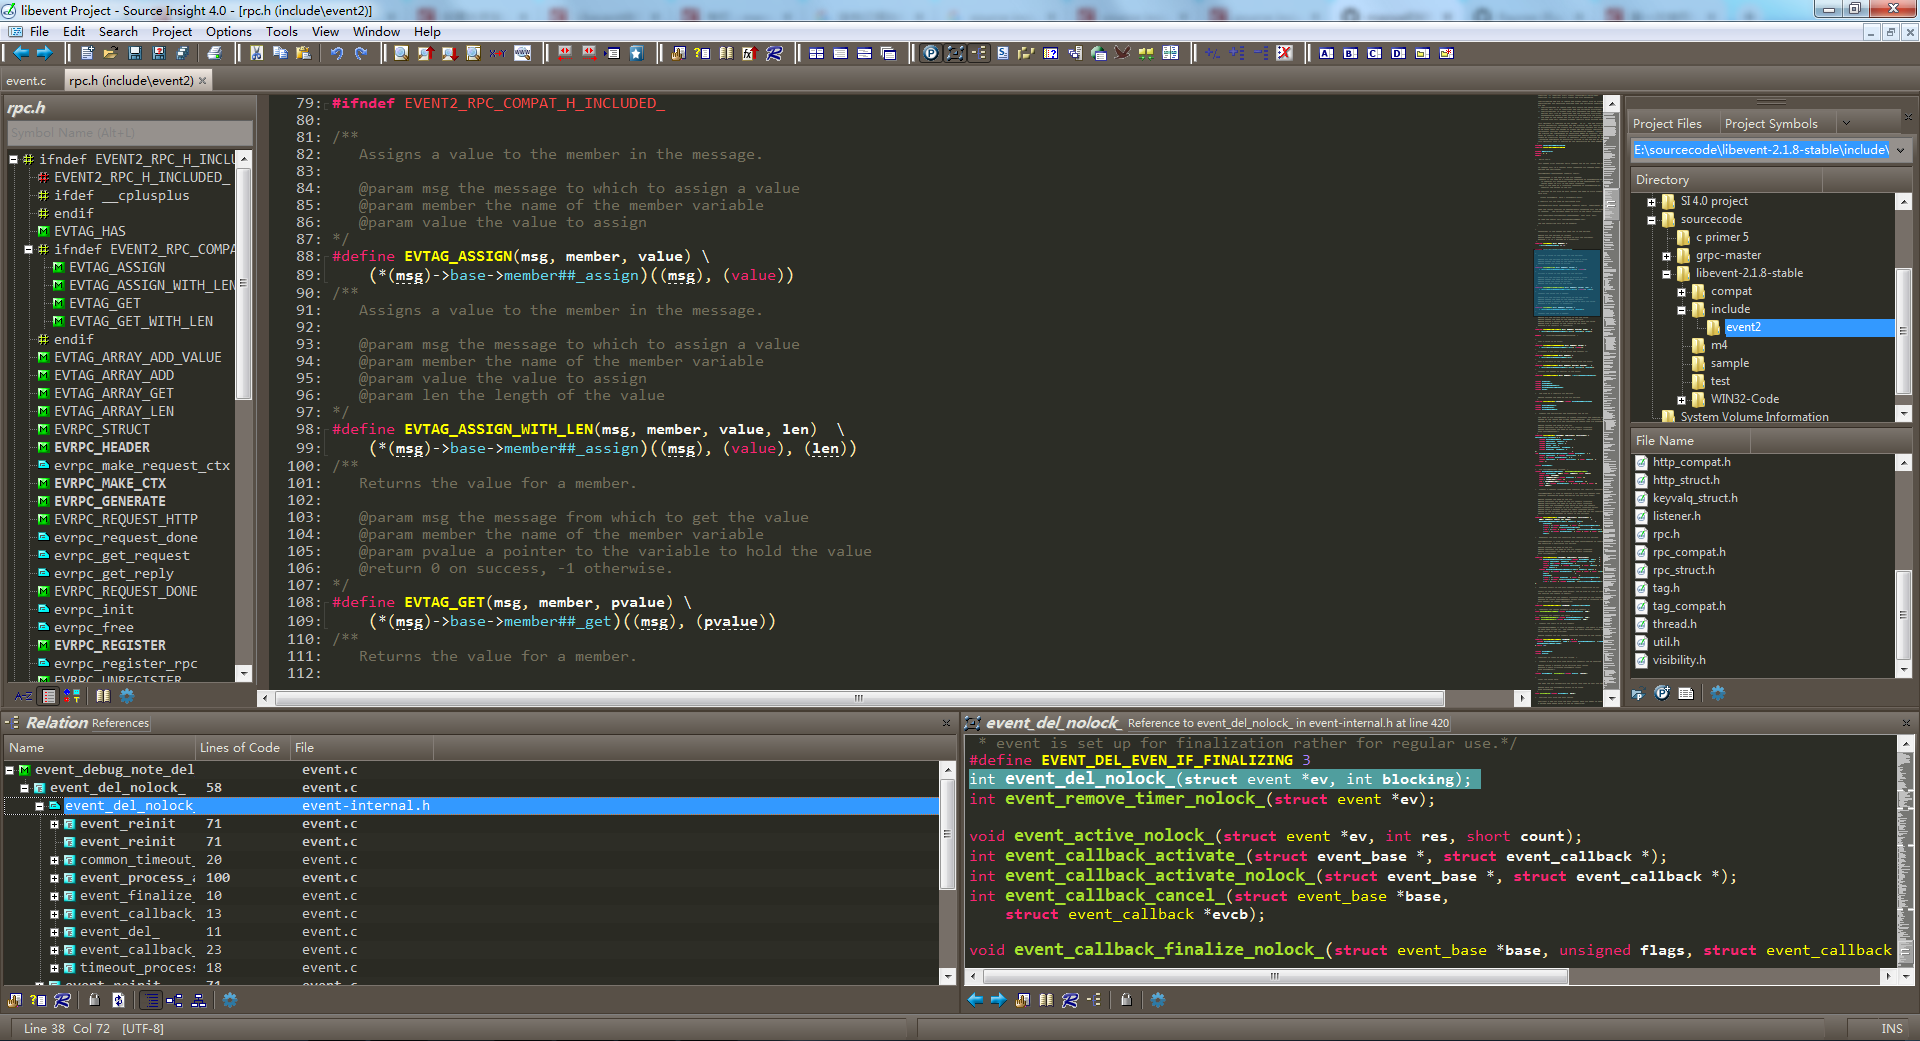 libevent Project - Source Insight 4.0 - [rpc.h (include\event2)]
File Edit Search Project Options Tools View Window Help
event.c rpc.h (include\event2)
rpc.h
Symbol Name (Alt+L)
# ifndef EVENT2_RPC_H_INCLU
# EVENT2_RPC_H_INCLUDED_
# ifdef __cplusplus
# endif
EVTAG_HAS
# ifndef EVENT2_RPC_COMPA
EVTAG_ASSIGN
EVTAG_ASSIGN_WITH_LEN
EVTAG_GET
EVTAG_GET_WITH_LEN
# endif
EVTAG_ARRAY_ADD_VALUE
EVTAG_ARRAY_ADD
EVTAG_ARRAY_GET
EVTAG_ARRAY_LEN
EVRPC_STRUCT
EVRPC_HEADER
evrpc_make_request_ctx
EVRPC_MAKE_CTX
EVRPC_GENERATE
EVRPC_REQUEST_HTTP
evrpc_request_done
evrpc_get_request
evrpc_get_reply
EVRPC_REQUEST_DONE
evrpc_init
evrpc_free
EVRPC_REGISTER
evrpc_register_rpc
EVRPC_UNREGISTER
79: #ifndef EVENT2_RPC_COMPAT_H_INCLUDED_
80:
81: /**
82: Assigns a value to the member in the message.
83:
84: @param msg the message to which to assign a value
85: @param member the name of the member variable
86: @param value the value to assign
87: */
88: #define EVTAG_ASSIGN(msg, member, value) \
89: (*(msg)->base->member##_assign)((msg), (value))
90: /**
91: Assigns a value to the member in the message.
92:
93: @param msg the message to which to assign a value
94: @param member the name of the member variable
95: @param value the value to assign
96: @param len the length of the value
97: */
98: #define EVTAG_ASSIGN_WITH_LEN(msg, member, value, len) \
99: (*(msg)->base->member##_assign)((msg), (value), (len))
100: /**
101: Returns the value for a member.
102:
103: @param msg the message from which to get the value
104: @param member the name of the member variable
105: @param pvalue a pointer to the variable to hold the value
106: @return 0 on success, -1 otherwise.
107: */
108: #define EVTAG_GET(msg, member, pvalue) \
109: (*(msg)->base->member##_get)((msg), (pvalue))
110: /**
111: Returns the value for a member.
112:
Project Files Project Symbols
E:\sourcecode\libevent-2.1.8-stable\include\
Directory
SI 4.0 project
sourcecode
c primer 5
grpc-master
libevent-2.1.8-stable
compat
include
event2
m4
sample
test
WIN32-Code
System Volume Information
File Name
http_compat.h
http_struct.h
keyvalq_struct.h
listener.h
rpc.h
rpc_compat.h
rpc_struct.h
tag.h
tag_compat.h
thread.h
util.h
visibility.h
Relation References
Name Lines of Code File
event_debug_note_del event.c
event_del_nolock_ 58 event.c
event_del_nolock event-internal.h
event_reinit 71 event.c
event_reinit 71 event.c
common_timeout_ 20 event.c
event_process_a 100 event.c
event_finalize_ 10 event.c
event_callback_ 13 event.c
event_del_ 11 event.c
event_callback_ 23 event.c
timeout_process 18 event.c
event_reinit 71 event.c
event_del_nolock_ Reference to event_del_nolock_ in event-internal.h at line 420
* event is set up for finalization rather for regular use.*/
#define EVENT_DEL_EVEN_IF_FINALIZING 3
int event_del_nolock_(struct event *ev, int blocking);
int event_remove_timer_nolock_(struct event *ev);
void event_active_nolock_(struct event *ev, int res, short count);
int event_callback_activate_(struct event_base *, struct event_callback *);
int event_callback_activate_nolock_(struct event_base *, struct event_callback *);
int event_callback_cancel_(struct event_base *base,
struct event_callback *evcb);
void event_callback_finalize_nolock_(struct event_base *base, unsigned flags, struct event_callback
Line 38 Col 72 [UTF-8]
INS